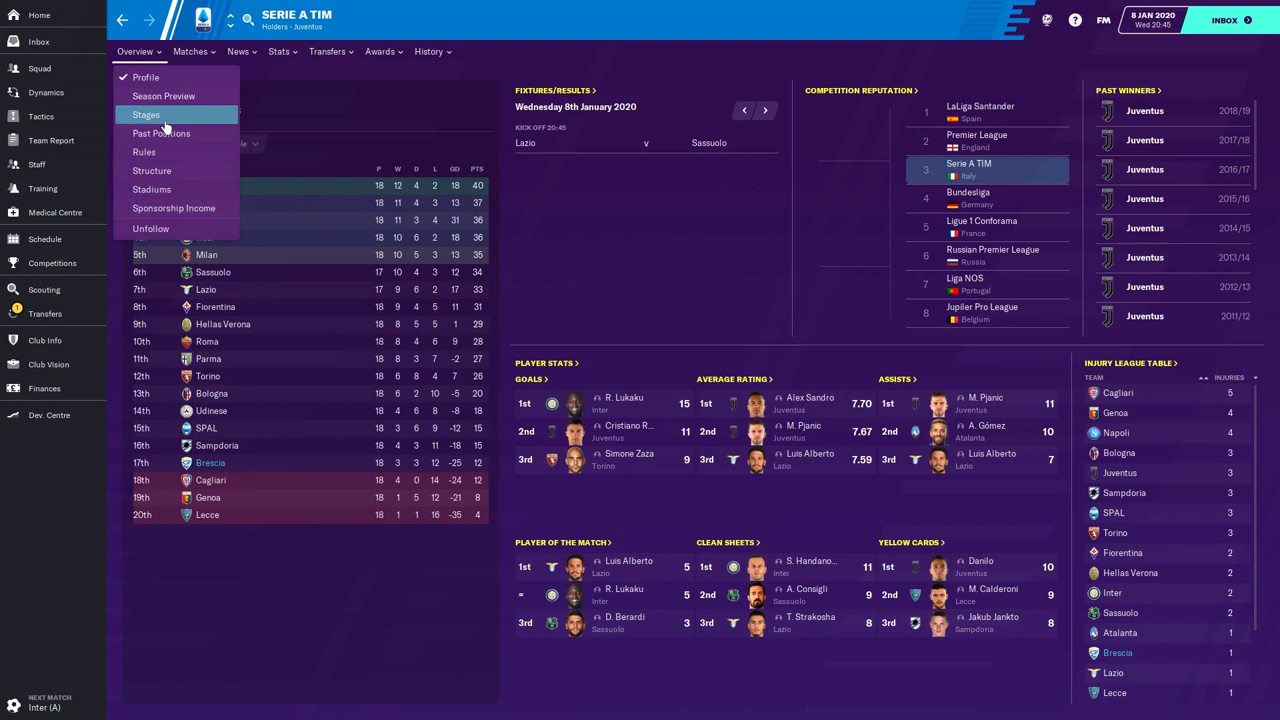 Home
Inbox
Squad
Dynamics
Tactics
Team Report
Staff
Training
Medical Centre
Schedule
Competitions
Scouting
1
Transfers
Club Info
Club Vision
Finances
Dev. Centre
NEXT MATCH
Inter (A)
SERIE A TIM
Holders - Juventus
FM
8 JAN 2020
Wed 20:45
INBOX
Overview Matches News Stats Transfers Awards History
Profile
Season Preview
Stages
Past Positions
Rules
Structure
Stadiums
Sponsorship Income
Unfollow
P W D L GD PTS
18 12 4 2 18 40
18 11 4 3 13 37
18 11 3 4 31 36
18 10 6 2 18 36
5th Milan 18 10 5 3 13 35
6th Sassuolo 17 10 4 3 12 34
7th Lazio 17 9 6 2 17 33
8th Fiorentina 18 9 4 5 11 31
9th Hellas Verona 18 8 5 5 1 29
10th Roma 18 8 4 6 9 28
11th Parma 18 8 3 7 -2 27
12th Torino 18 6 8 4 7 26
13th Bologna 18 6 2 10 -5 20
14th Udinese 18 4 6 8 -8 18
15th SPAL 18 3 6 9 -12 15
16th Sampdoria 18 4 3 11 -18 15
17th Brescia 18 3 3 12 -25 12
18th Cagliari 18 4 0 14 -24 12
19th Genoa 18 1 5 12 -21 8
20th Lecce 18 1 1 16 -35 4
FIXTURES/RESULTS
Wednesday 8th January 2020
KICK OFF 20:45
Lazio v Sassuolo
COMPETITION REPUTATION
1 LaLiga Santander
Spain
2 Premier League
England
3 Serie A TIM
Italy
4 Bundesliga
Germany
5 Ligue 1 Conforama
France
6 Russian Premier League
Russia
7 Liga NOS
Portugal
8 Jupiler Pro League
Belgium
PAST WINNERS
Juventus 2018/19
Juventus 2017/18
Juventus 2016/17
Juventus 2015/16
Juventus 2014/15
Juventus 2013/14
Juventus 2012/13
Juventus 2011/12
PLAYER STATS
GOALS
1st R. Lukaku 15
Inter
2nd Cristiano R... 11
Juventus
3rd Simone Zaza 9
Torino
AVERAGE RATING
1st Alex Sandro 7.70
Juventus
2nd M. Pjanic 7.67
Juventus
3rd Luis Alberto 7.59
Lazio
ASSISTS
1st M. Pjanic 11
Juventus
2nd A. Gómez 10
Atalanta
3rd Luis Alberto 7
Lazio
PLAYER OF THE MATCH
1st Luis Alberto 5
Lazio
= R. Lukaku 5
Inter
3rd D. Berardi 3
Sassuolo
CLEAN SHEETS
1st S. Handano... 11
Inter
2nd A. Consigli 9
Sassuolo
3rd T. Strakosha 8
Lazio
YELLOW CARDS
1st Danilo 10
Juventus
2nd M. Calderoni 9
Lecce
3rd Jakub Jankto 8
Sampdoria
INJURY LEAGUE TABLE
TEAM INJURIES
Cagliari 5
Genoa 4
Napoli 4
Bologna 3
Juventus 3
Sampdoria 3
SPAL 3
Torino 3
Fiorentina 2
Hellas Verona 2
Inter 2
Sassuolo 2
Atalanta 1
Brescia 1
Lazio 1
Lecce 1